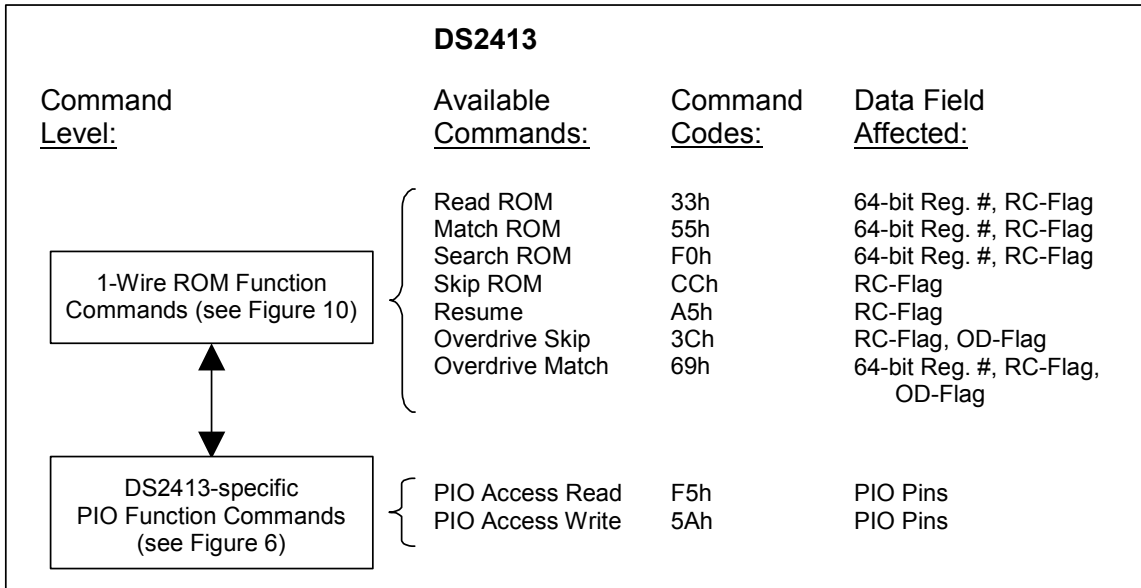 DS2413
Command Level: Available Commands: Command Codes: Data Field Affected:
1-Wire ROM Function
Commands (see Figure 10)
Read ROM 33h 64-bit Reg. #, RC-Flag
Match ROM 55h 64-bit Reg. #, RC-Flag
Search ROM F0h 64-bit Reg. #, RC-Flag
Skip ROM CCh RC-Flag
Resume A5h RC-Flag
Overdrive Skip 3Ch RC-Flag, OD-Flag
Overdrive Match 69h 64-bit Reg. #, RC-Flag,
OD-Flag
DS2413-specific
PIO Function Commands
(see Figure 6)
PIO Access Read F5h PIO Pins
PIO Access Write 5Ah PIO Pins